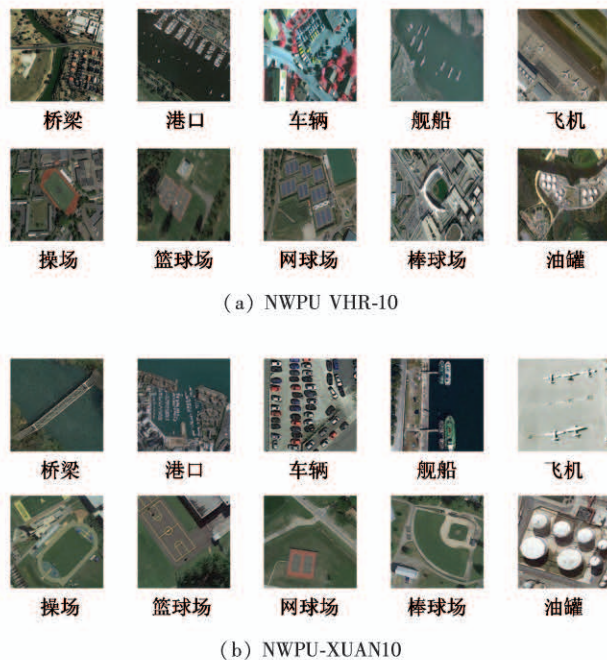 桥梁 港口 车辆 舰船 飞机
操场 篮球场 网球场 棒球场 油罐
(a) NWPU VHR-10
桥梁 港口 车辆 舰船 飞机
操场 篮球场 网球场 棒球场 油罐
(b) NWPU-XUAN10